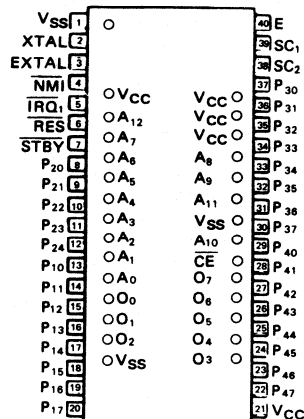 VSS 1
XTAL 2
EXTAL 3
NMI 4
IRQ1 5
RES 6
STBY 7
P20 8
P21 9
P22 10
P23 11
P24 12
P10 13
P11 14
P12 15
P13 16
P14 17
P15 18
P16 19
P17 20
VCC
A12
A7
A6
A5
A4
A3
A2
A1
A0
O0
O1
O2
VSS
VCC
VCC
VCC
A8
A9
A11
VSS
A10
CE
O7
O6
O5
O4
O3
40 E
39 SC1
38 SC2
37 P30
36 P31
35 P32
34 P33
33 P34
32 P35
31 P36
30 P37
29 P40
28 P41
27 P42
26 P43
25 P44
24 P45
23 P46
22 P47
21 VCC